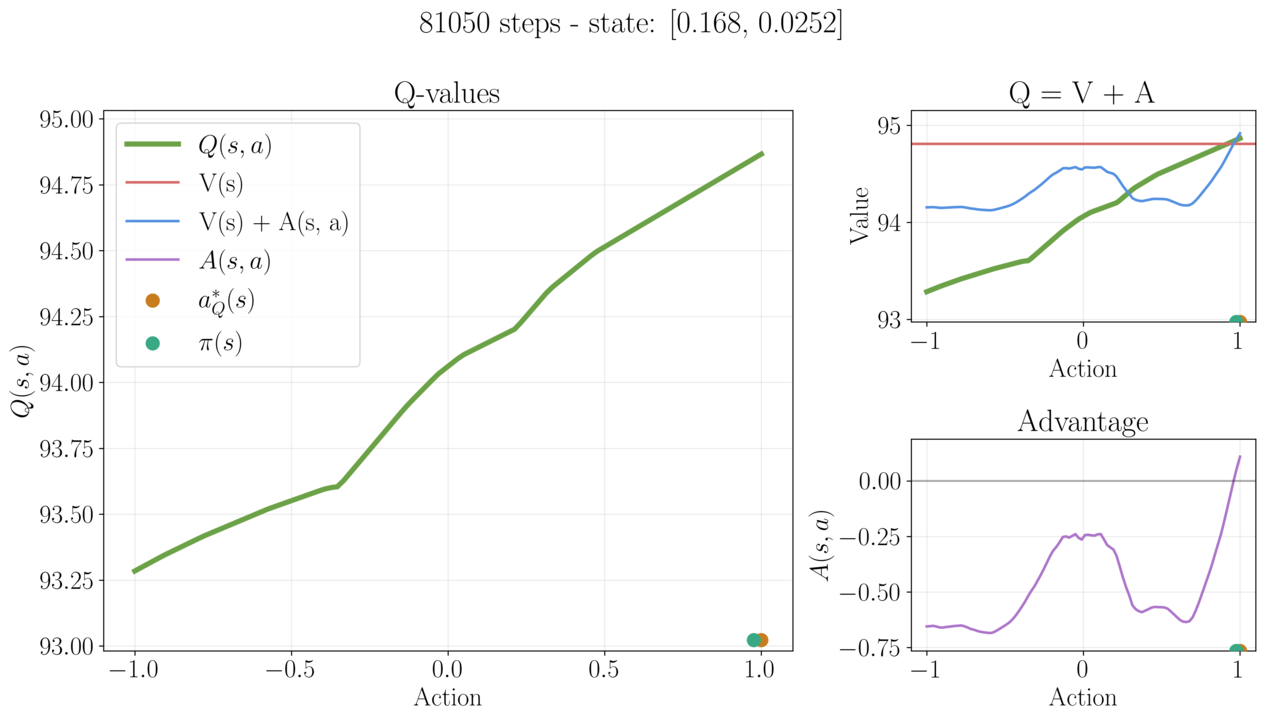 81050 steps - state: [0.168, 0.0252]
Q-values
95.00
94.75
94.50
94.25
94.00
93.75
93.50
93.25
93.00
Q(s, a)
−1.0
−0.5
0.0
0.5
1.0
Action
Q(s, a)
V(s)
V(s) + A(s, a)
A(s, a)
a*Q(s)
π(s)
Q = V + A
95
94
93
Value
−1
0
1
Action
Advantage
0.00
−0.25
−0.50
−0.75
A(s, a)
−1
0
1
Action